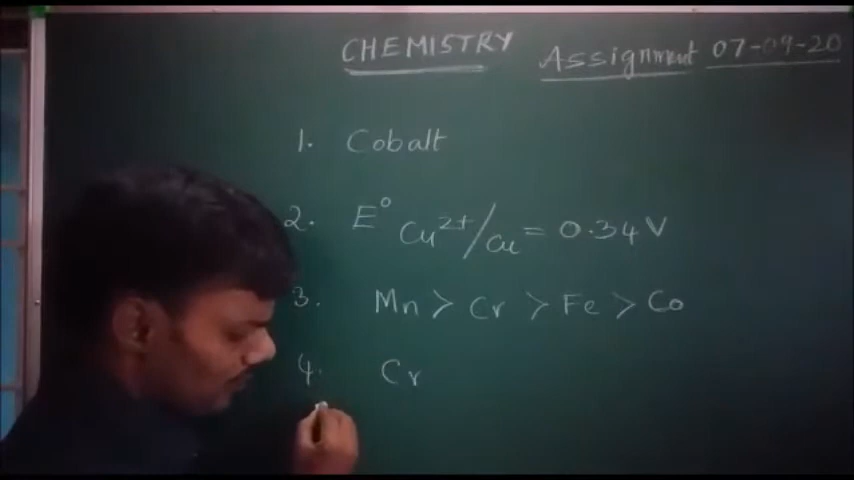 CHEMISTRY Assignment 07-09-20
1. Cobalt
2. E° Cu²⁺/Cu = 0.34 V
3. Mn > Cr > Fe > Co
4. Cr